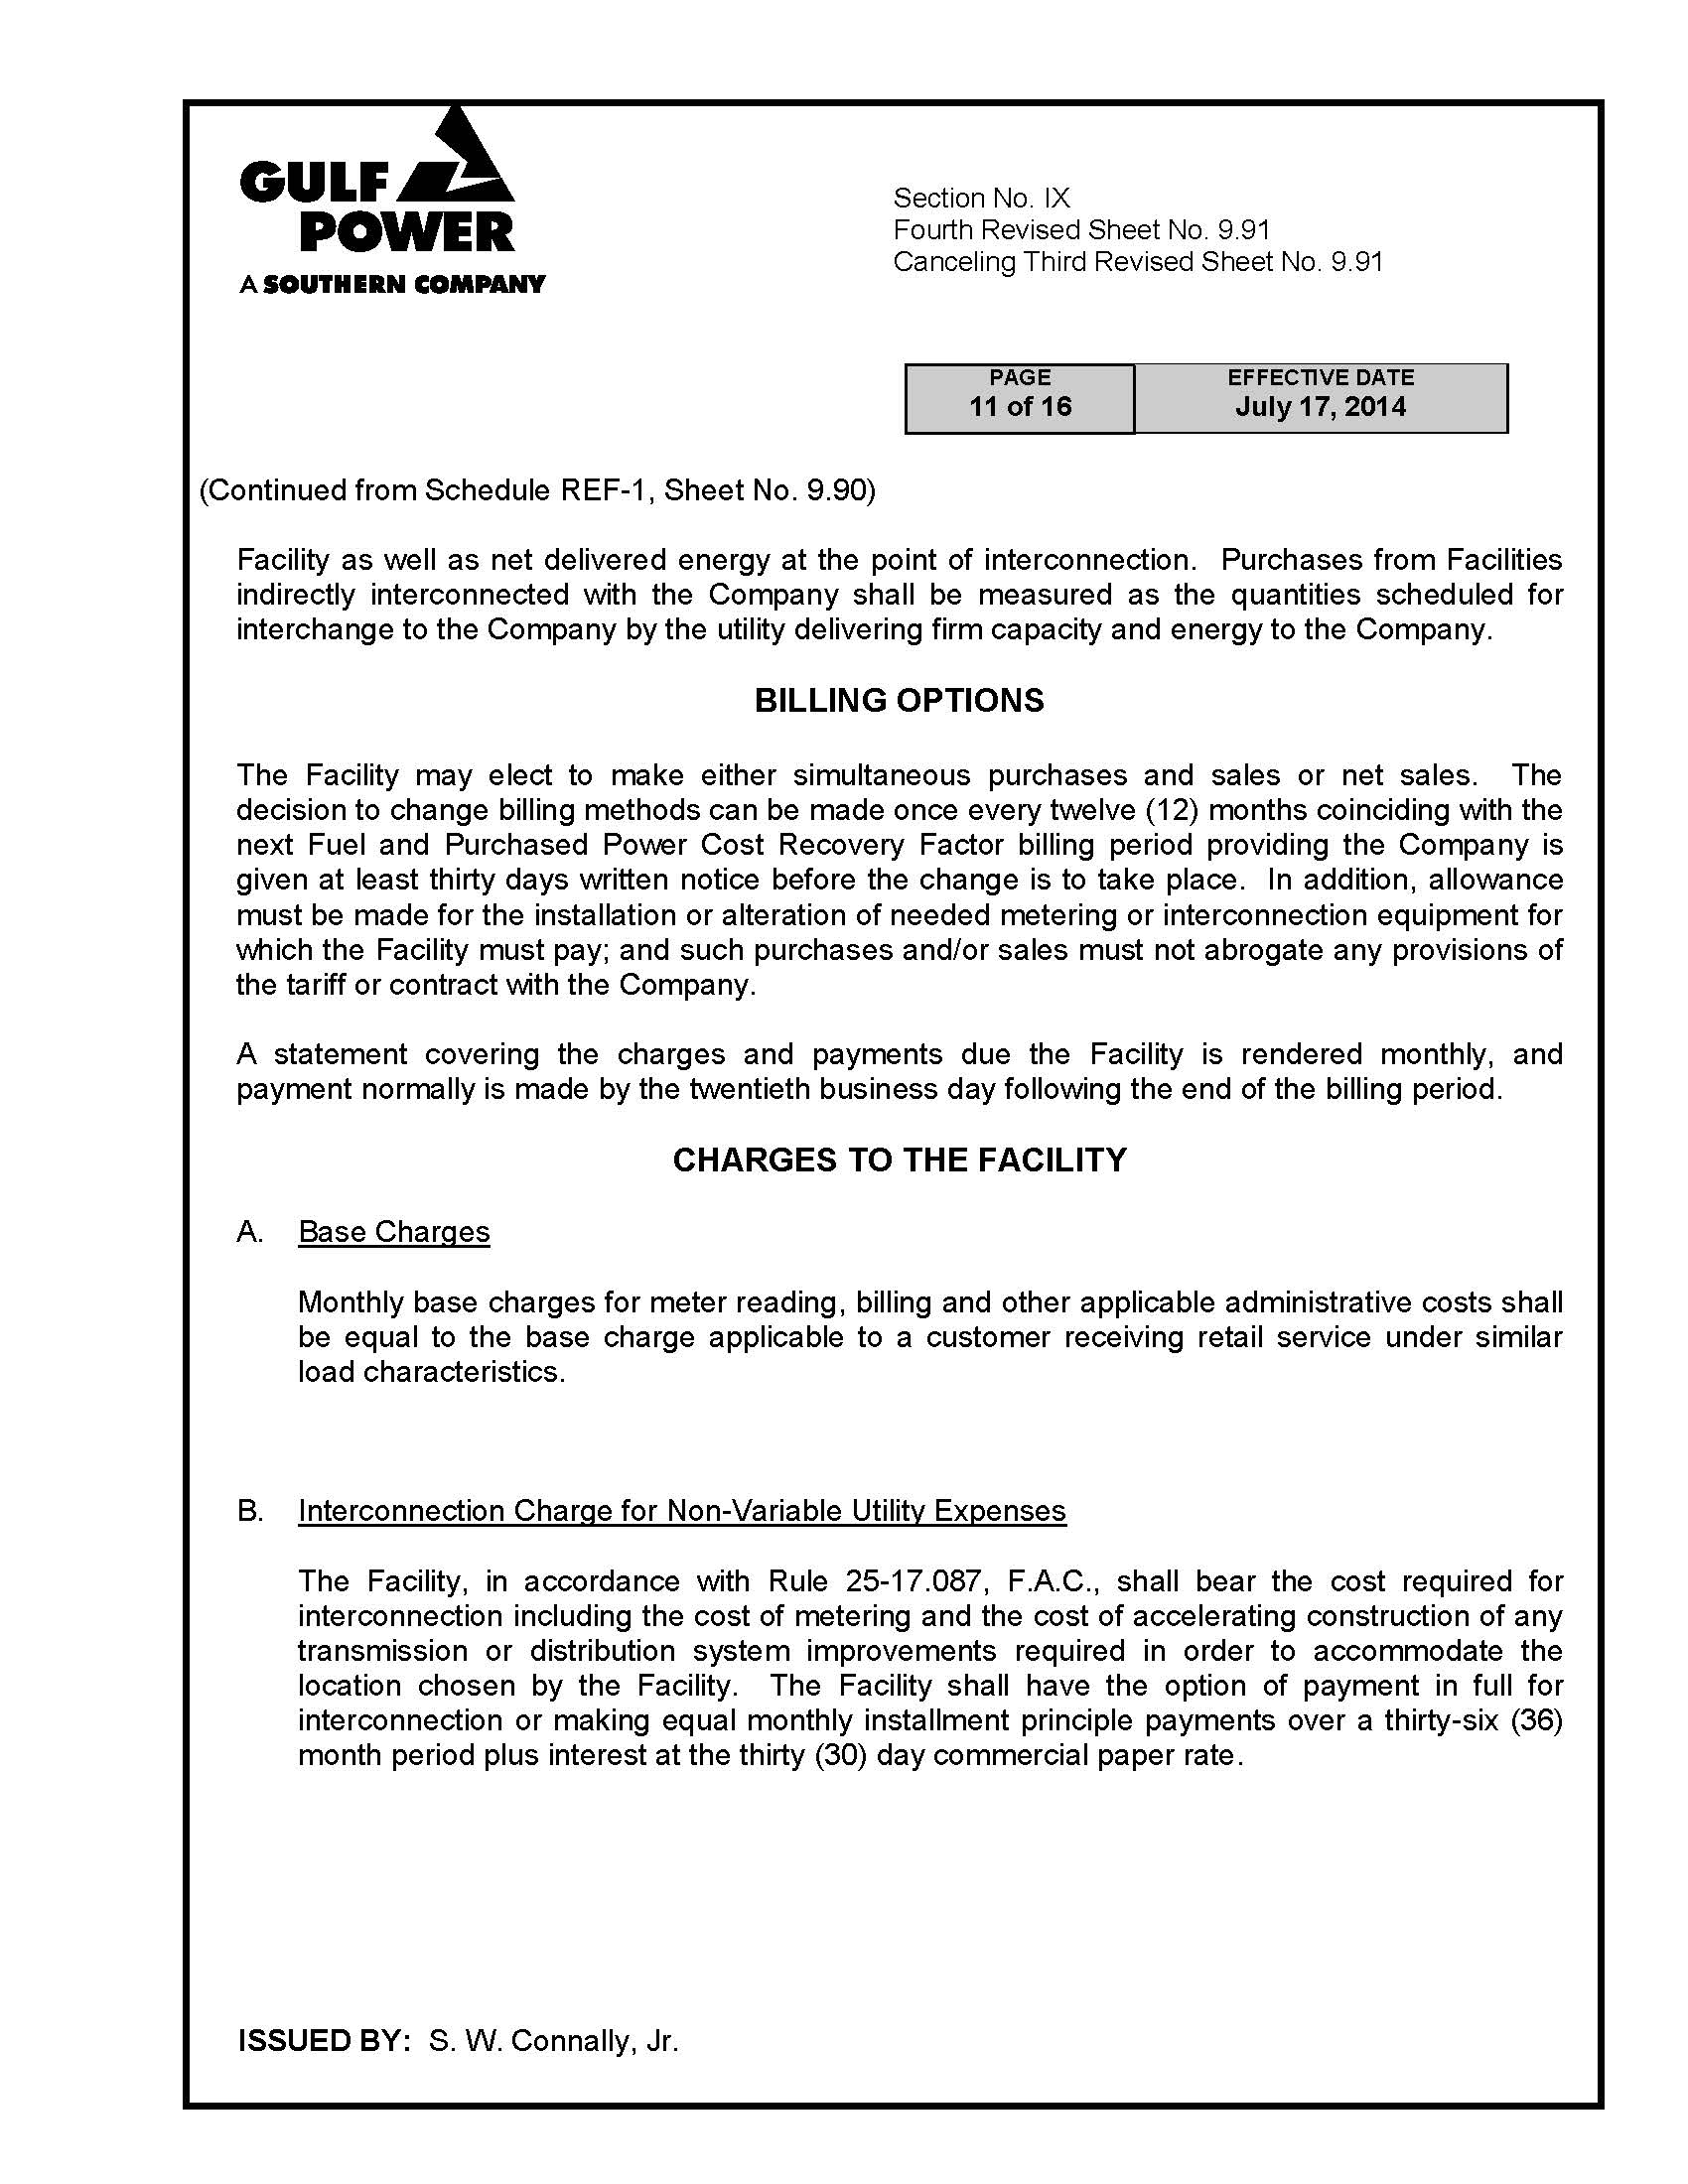 GULF
POWER
A SOUTHERN COMPANY
Section No. IX
Fourth Revised Sheet No. 9.91
Canceling Third Revised Sheet No. 9.91
PAGE
11 of 16
EFFECTIVE DATE
July 17, 2014
(Continued from Schedule REF-1, Sheet No. 9.90)
Facility as well as net delivered energy at the point of interconnection. Purchases from Facilities
indirectly interconnected with the Company shall be measured as the quantities scheduled for
interchange to the Company by the utility delivering firm capacity and energy to the Company.
BILLING OPTIONS
The Facility may elect to make either simultaneous purchases and sales or net sales. The
decision to change billing methods can be made once every twelve (12) months coinciding with the
next Fuel and Purchased Power Cost Recovery Factor billing period providing the Company is
given at least thirty days written notice before the change is to take place. In addition, allowance
must be made for the installation or alteration of needed metering or interconnection equipment for
which the Facility must pay; and such purchases and/or sales must not abrogate any provisions of
the tariff or contract with the Company.
A statement covering the charges and payments due the Facility is rendered monthly, and
payment normally is made by the twentieth business day following the end of the billing period.
CHARGES TO THE FACILITY
A. Base Charges
Monthly base charges for meter reading, billing and other applicable administrative costs shall
be equal to the base charge applicable to a customer receiving retail service under similar
load characteristics.
B. Interconnection Charge for Non-Variable Utility Expenses
The Facility, in accordance with Rule 25-17.087, F.A.C., shall bear the cost required for
interconnection including the cost of metering and the cost of accelerating construction of any
transmission or distribution system improvements required in order to accommodate the
location chosen by the Facility. The Facility shall have the option of payment in full for
interconnection or making equal monthly installment principle payments over a thirty-six (36)
month period plus interest at the thirty (30) day commercial paper rate.
ISSUED BY: S. W. Connally, Jr.